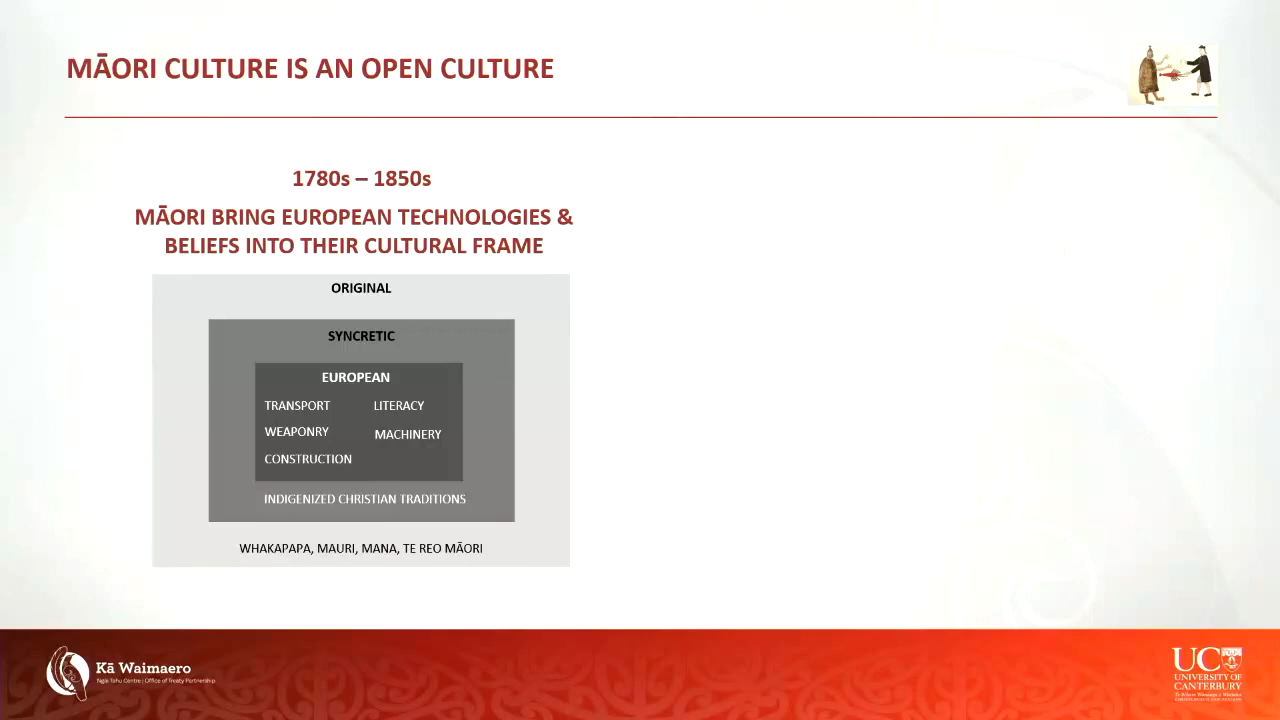 MĀORI CULTURE IS AN OPEN CULTURE
1780s – 1850s
MĀORI BRING EUROPEAN TECHNOLOGIES &
BELIEFS INTO THEIR CULTURAL FRAME
ORIGINAL
SYNCRETIC
EUROPEAN
TRANSPORT LITERACY
WEAPONRY MACHINERY
CONSTRUCTION
INDIGENIZED CHRISTIAN TRADITIONS
WHAKAPAPA, MAURI, MANA, TE REO MĀORI
Kā Waimaero
Ngāi Tahu Centre | Office of Treaty Partnership
UC
UNIVERSITY OF
CANTERBURY